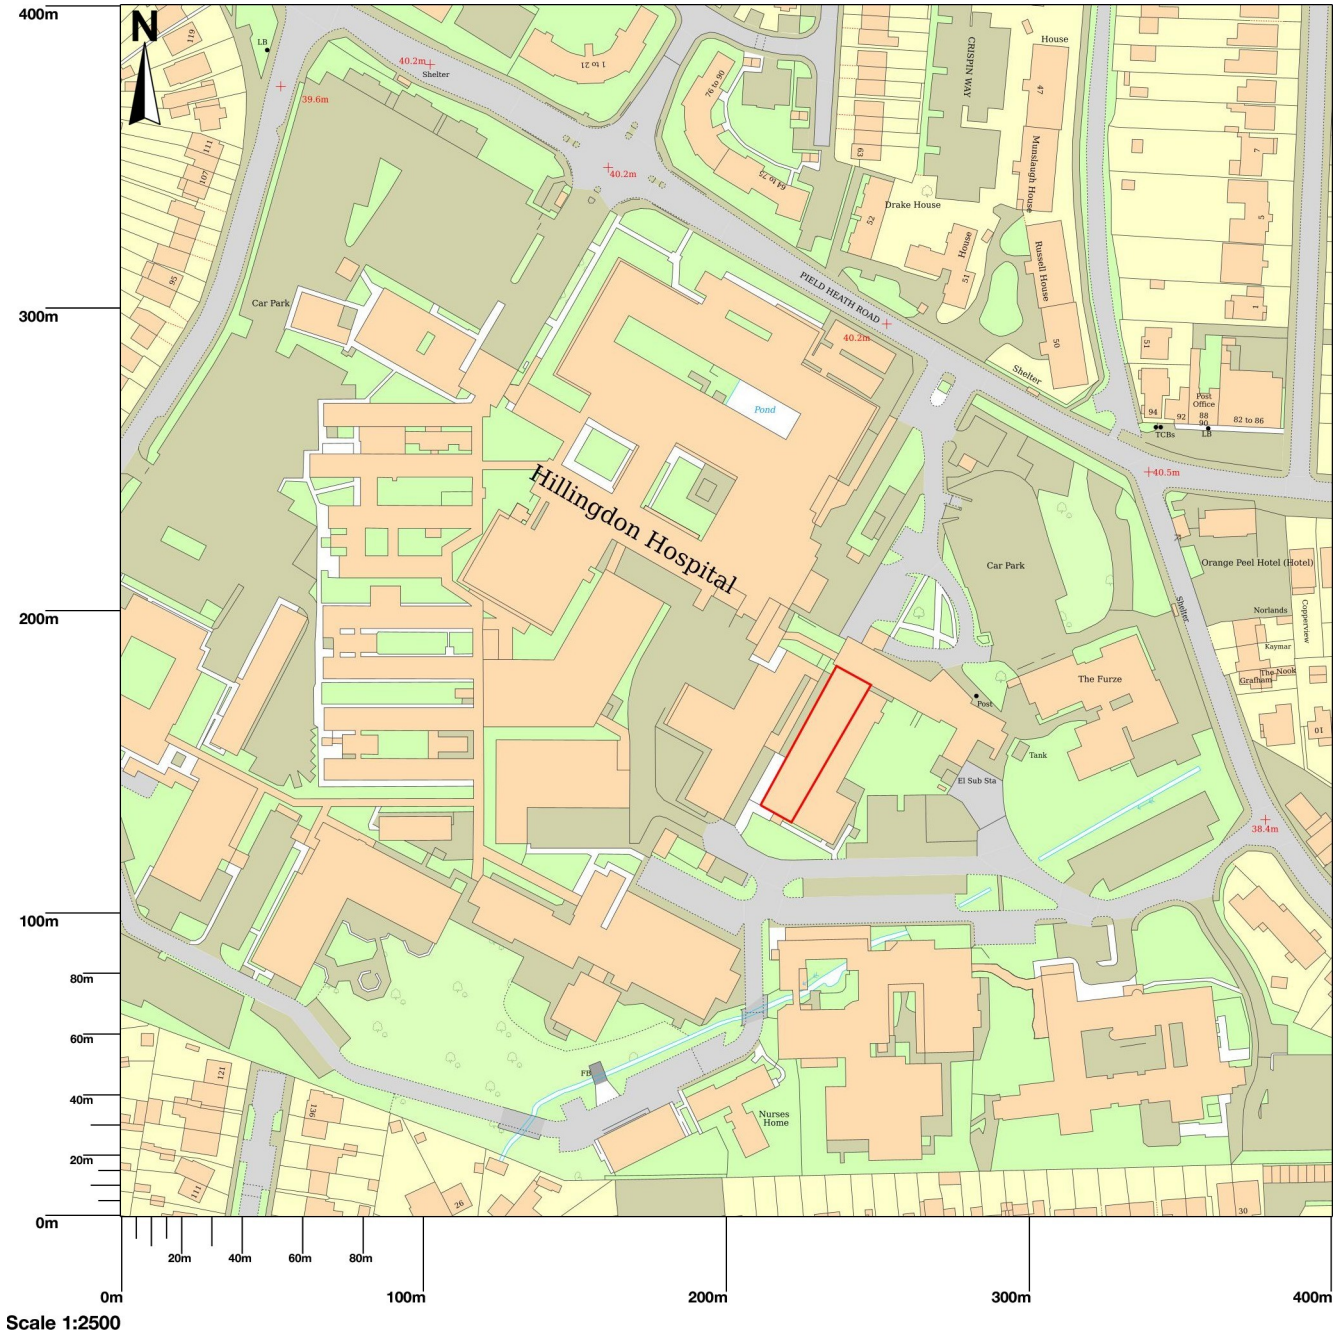 400m
N
119
LB
40.2m
Shelter
1 to 21
39.6m
76 to 90
CRISPIN WAY
House
47
111
107
63
7
40.2m
64 to 75
Munslaugh House
Drake House
52
5
House
51
Russell House
95
PIELD HEATH ROAD
Car Park
300m
40.2m
1
50
51
Shelter
Pond
Post
Office
94
92
88
90
82 to 86
TCBs
LB
40.5m
Hillingdon Hospital
Car Park
Orange Peel Hotel (Hotel)
Shelter
Norlands
Copperview
200m
Kaymar
The Nook
Grafham
The Furze
Post
10
Tank
El Sub Sta
38.4m
100m
80m
60m
FB
121
40m
136
Nurses
Home
20m
111
26
30
0m
20m
40m
60m
80m
0m
100m
200m
300m
400m
Scale 1:2500